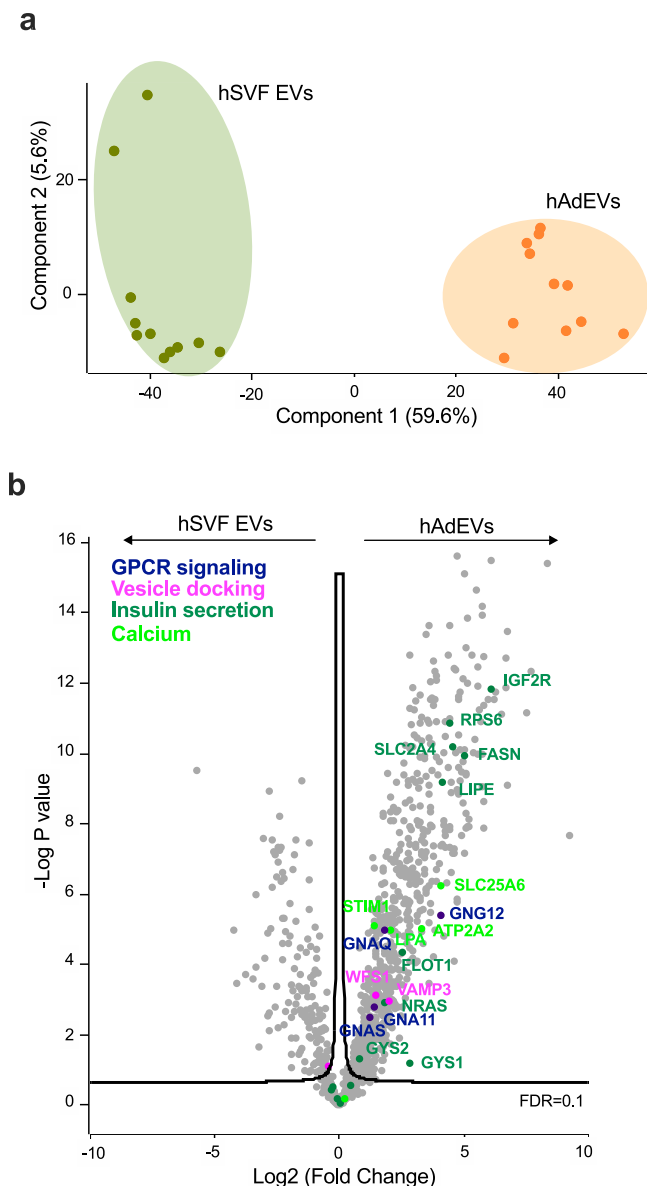 a
hSVF EVs
hAdEVs
Component 2 (5.6%)
20
0
-40
-20
0
20
40
Component 1 (59.6%)
b
hSVF EVs
hAdEVs
16
14
12
10
8
6
4
2
0
-Log P value
GPCR signaling
Vesicle docking
Insulin secretion
Calcium
IGF2R
RPS6
SLC2A4
FASN
LIPE
SLC25A6
STIM1
GNG12
GNAQ
LPA
ATP2A2
FLOT1
WFS1
VAMP3
NRAS
GNAS
GNA11
GYS2
GYS1
FDR=0.1
-10
-5
0
5
10
Log2 (Fold Change)